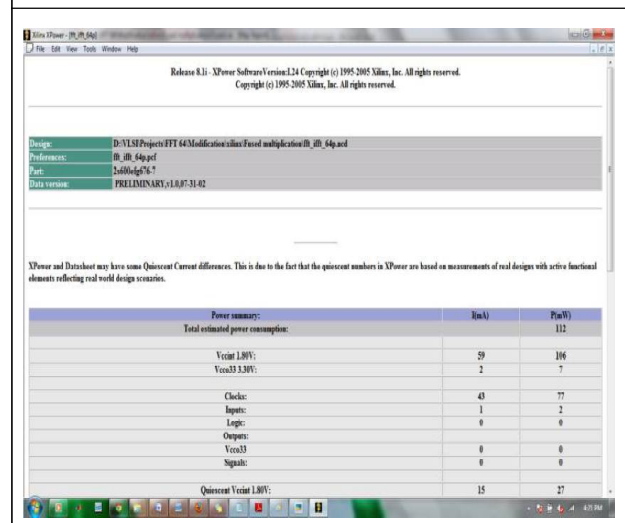 Xilinx XPower - [fft_ifft_64p]
File Edit View Tools Window Help
Release 8.1i - XPower SoftwareVersion:I.24 Copyright (c) 1995-2005 Xilinx, Inc. All rights reserved.
Copyright (c) 1995-2005 Xilinx, Inc. All rights reserved.
Design: D:\VLSI\Projects\FFT 64\Modification\xilinx\Fused multiplication\fft_ifft_64p.ncd
Preferences: fft_ifft_64p.pcf
Part: 2s600efg676-7
Data version: PRELIMINARY,v1.0,07-31-02
XPower and Datasheet may have some Quiescent Current differences. This is due to the fact that the quiescent numbers in XPower are based on measurements of real designs with active functional
elements reflecting real world design scenarios.
Power summary: I(mA) P(mW)
Total estimated power consumption: 112
Vccint 1.80V: 59 106
Vcco33 3.30V: 2 7
Clocks: 43 77
Inputs: 1 2
Logic: 0 0
Outputs:
Vcco33 0 0
Signals: 0 0
Quiescent Vccint 1.80V: 15 27
4:25 PM